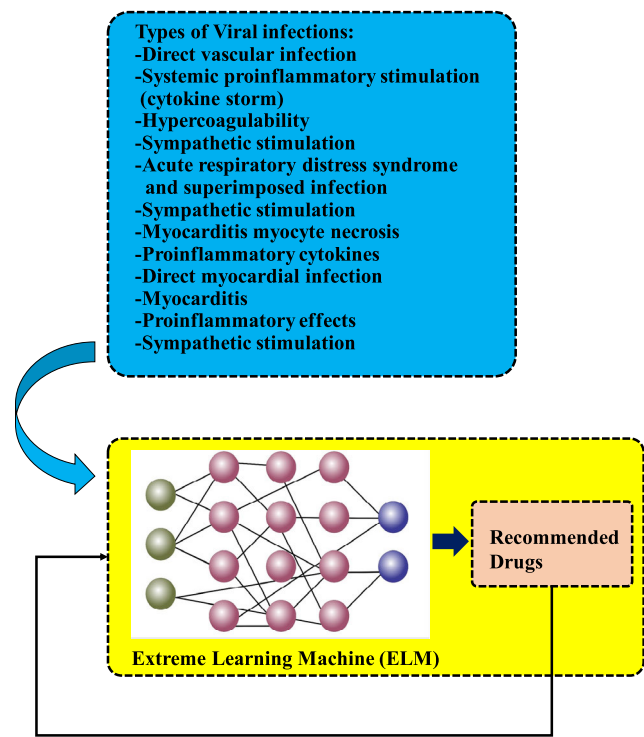 Types of Viral infections:
-Direct vascular infection
-Systemic proinflammatory stimulation
(cytokine storm)
-Hypercoagulability
-Sympathetic stimulation
-Acute respiratory distress syndrome
and superimposed infection
-Sympathetic stimulation
-Myocarditis myocyte necrosis
-Proinflammatory cytokines
-Direct myocardial infection
-Myocarditis
-Proinflammatory effects
-Sympathetic stimulation
Recommended
Drugs
Extreme Learning Machine (ELM)